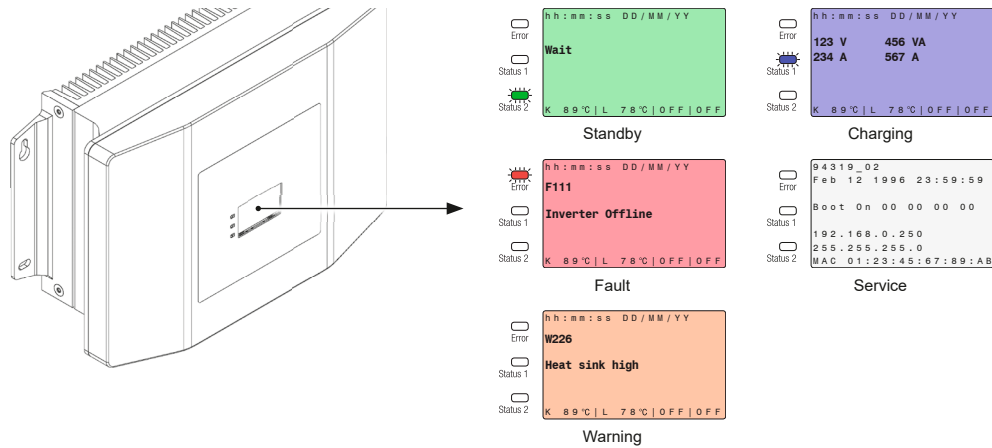 Error
Status 1
Status 2
hh:mm:ss DD/MM/YY
Wait
K 89℃|L 78℃|OFF|OFF
Standby
Error
Status 1
Status 2
hh:mm:ss DD/MM/YY
123 V 456 VA
234 A 567 A
K 89℃|L 78℃|OFF|OFF
Charging
Error
Status 1
Status 2
hh:mm:ss DD/MM/YY
F111
Inverter Offline
K 89℃|L 78℃|OFF|OFF
Fault
Error
Status 1
Status 2
94319_02
Feb 12 1996 23:59:59
Boot 0n 00 00 00 00
192.168.0.250
255.255.255.0
MAC 01:23:45:67:89:AB
Service
Error
Status 1
Status 2
hh:mm:ss DD/MM/YY
W226
Heat sink high
K 89℃|L 78℃|OFF|OFF
Warning